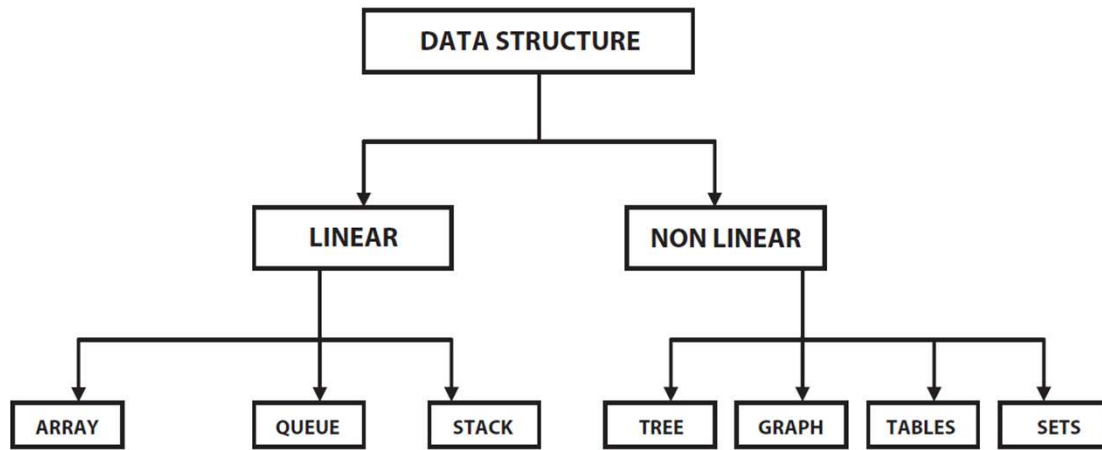 DATA STRUCTURE
LINEAR
NON LINEAR
ARRAY
QUEUE
STACK
TREE
GRAPH
TABLES
SETS